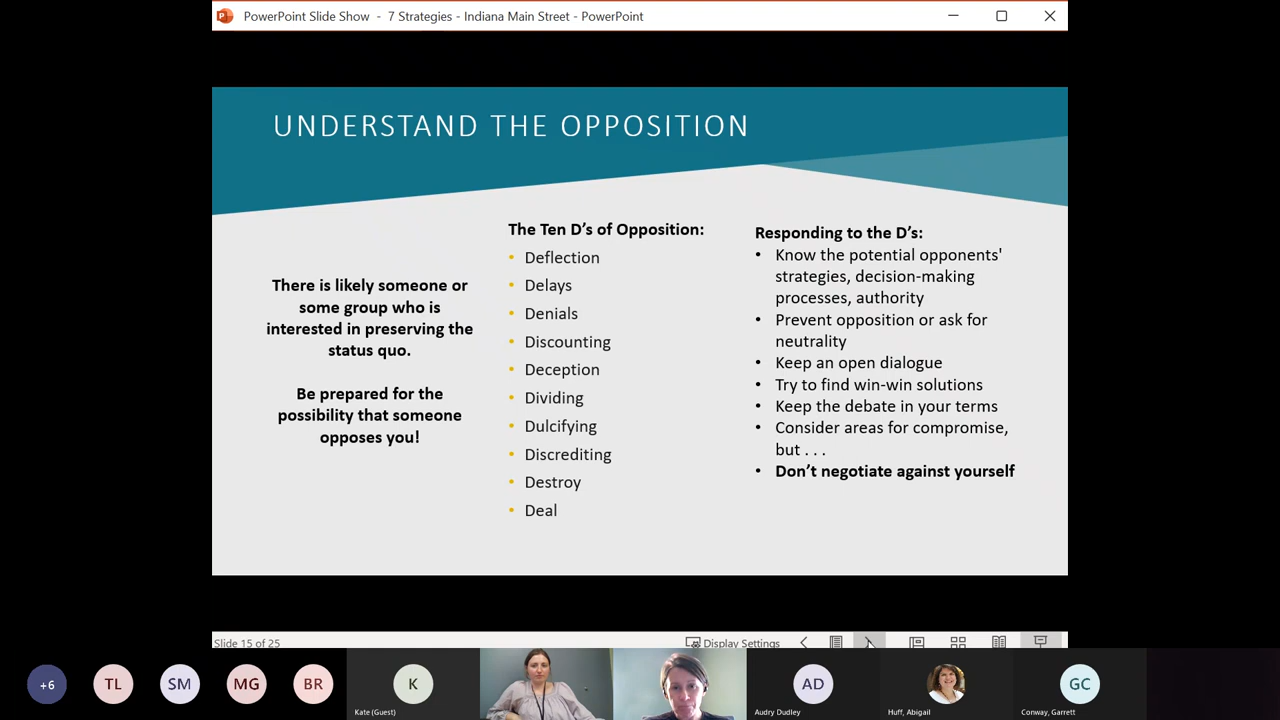 PowerPoint Slide Show - 7 Strategies - Indiana Main Street - PowerPoint
UNDERSTAND THE OPPOSITION
There is likely someone or
some group who is
interested in preserving the
status quo.
Be prepared for the
possibility that someone
opposes you!
The Ten D’s of Opposition:
• Deflection
• Delays
• Denials
• Discounting
• Deception
• Dividing
• Dulcifying
• Discrediting
• Destroy
• Deal
Responding to the D’s:
• Know the potential opponents'
strategies, decision-making
processes, authority
• Prevent opposition or ask for
neutrality
• Keep an open dialogue
• Try to find win-win solutions
• Keep the debate in your terms
• Consider areas for compromise,
but . . .
• Don’t negotiate against yourself
Slide 15 of 25
Display Settings
+6
TL
SM
MG
BR
K
Kate (Guest)
AD
Audry Dudley
Huff, Abigail
GC
Conway, Garrett